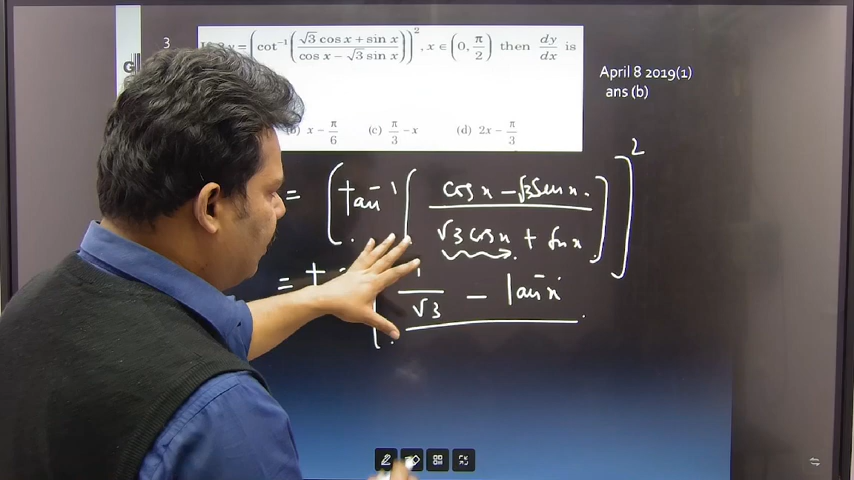 3
2y = ( cot⁻¹ ( (√3 cos x + sin x) / (cos x − √3 sin x) ) )², x ∈ (0, π/2) then dy/dx is
April 8 2019(1)
ans (b)
(b) x − π/6 (c) π/3 − x (d) 2x − π/3
= [ tan⁻¹ ( (cos x − √3 sin x) / (√3 cos x + sin x) ) ]²
= t 1/√3 − tan x